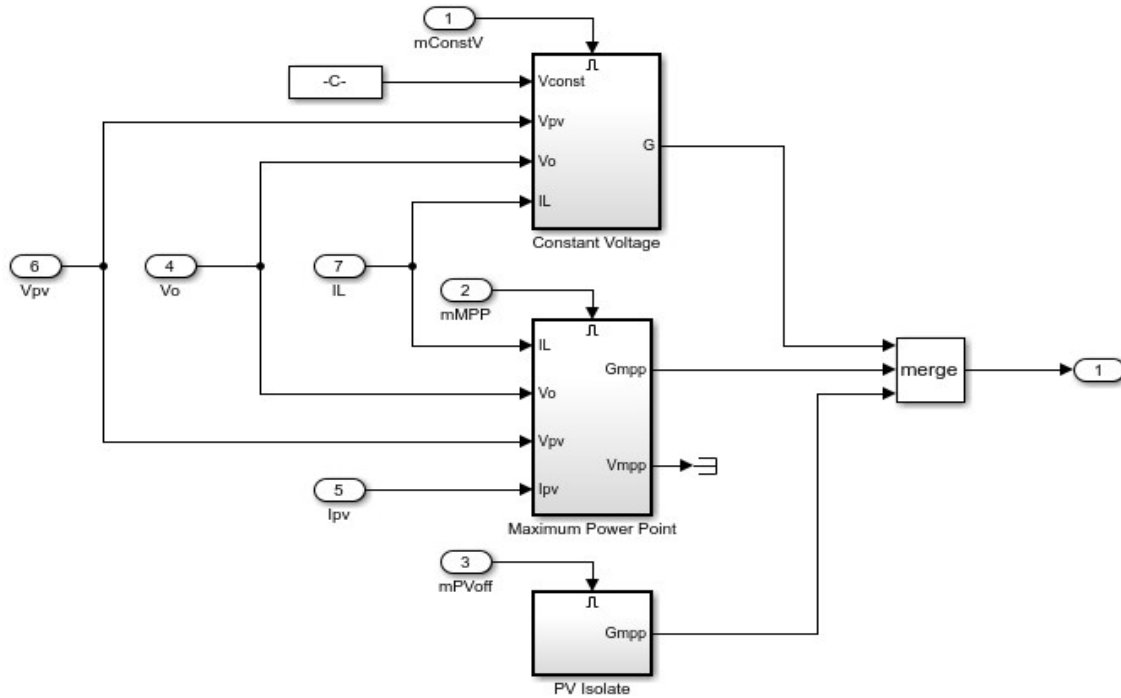 1
mConstV
-C-
Vconst
Vpv
Vo
IL
G
Constant Voltage
6
Vpv
4
Vo
7
IL
2
mMPP
IL
Vo
Vpv
Ipv
Gmpp
Vmpp
Maximum Power Point
5
Ipv
merge
1
3
mPVoff
Gmpp
PV Isolate